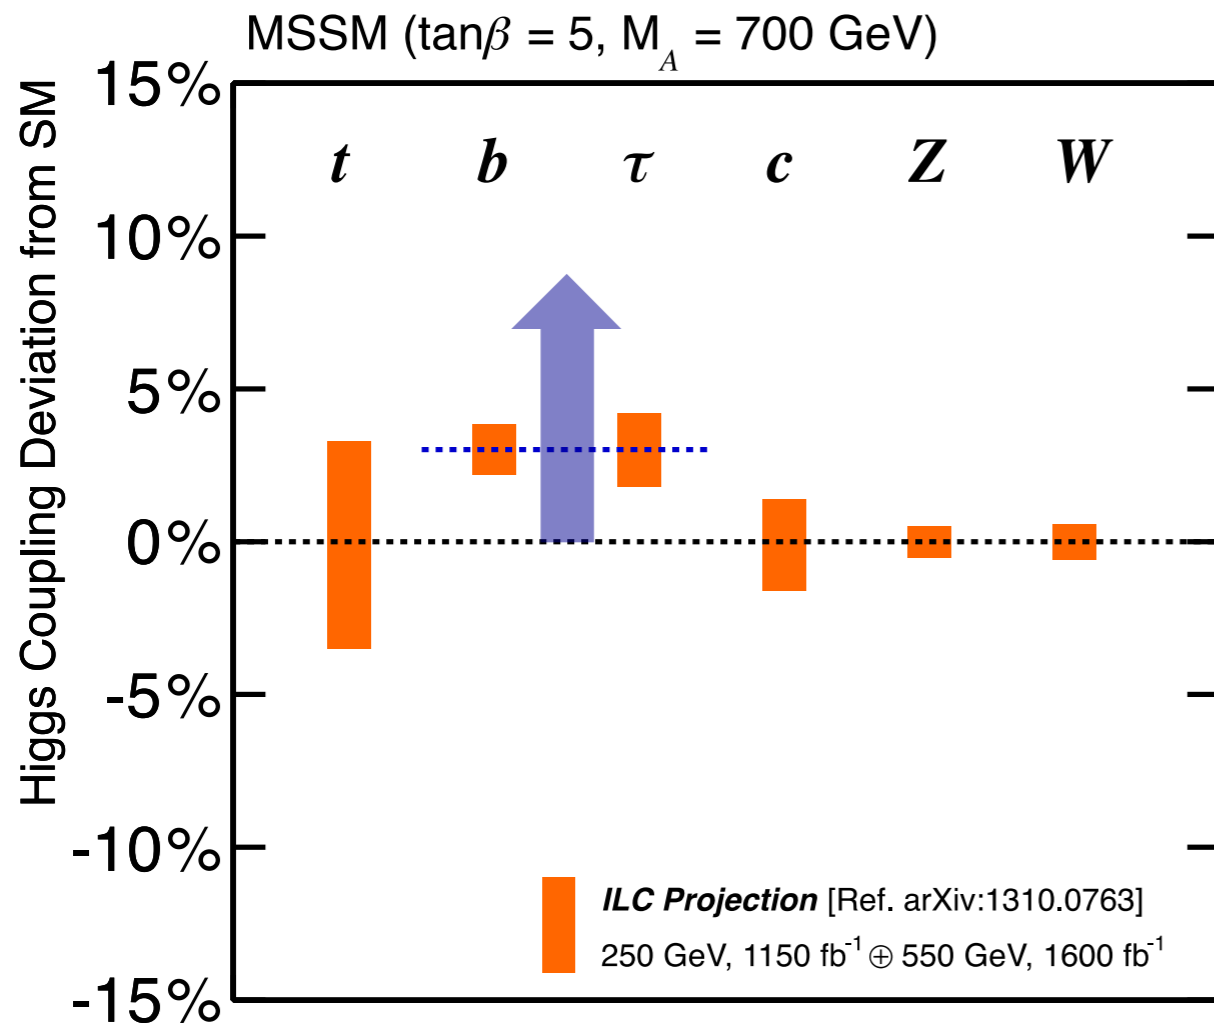 MSSM (tanβ = 5, M_A = 700 GeV)
Higgs Coupling Deviation from SM
15%
10%
5%
0%
-5%
-10%
-15%
t b τ c Z W
ILC Projection [Ref. arXiv:1310.0763]
250 GeV, 1150 fb⁻¹ ⊕ 550 GeV, 1600 fb⁻¹